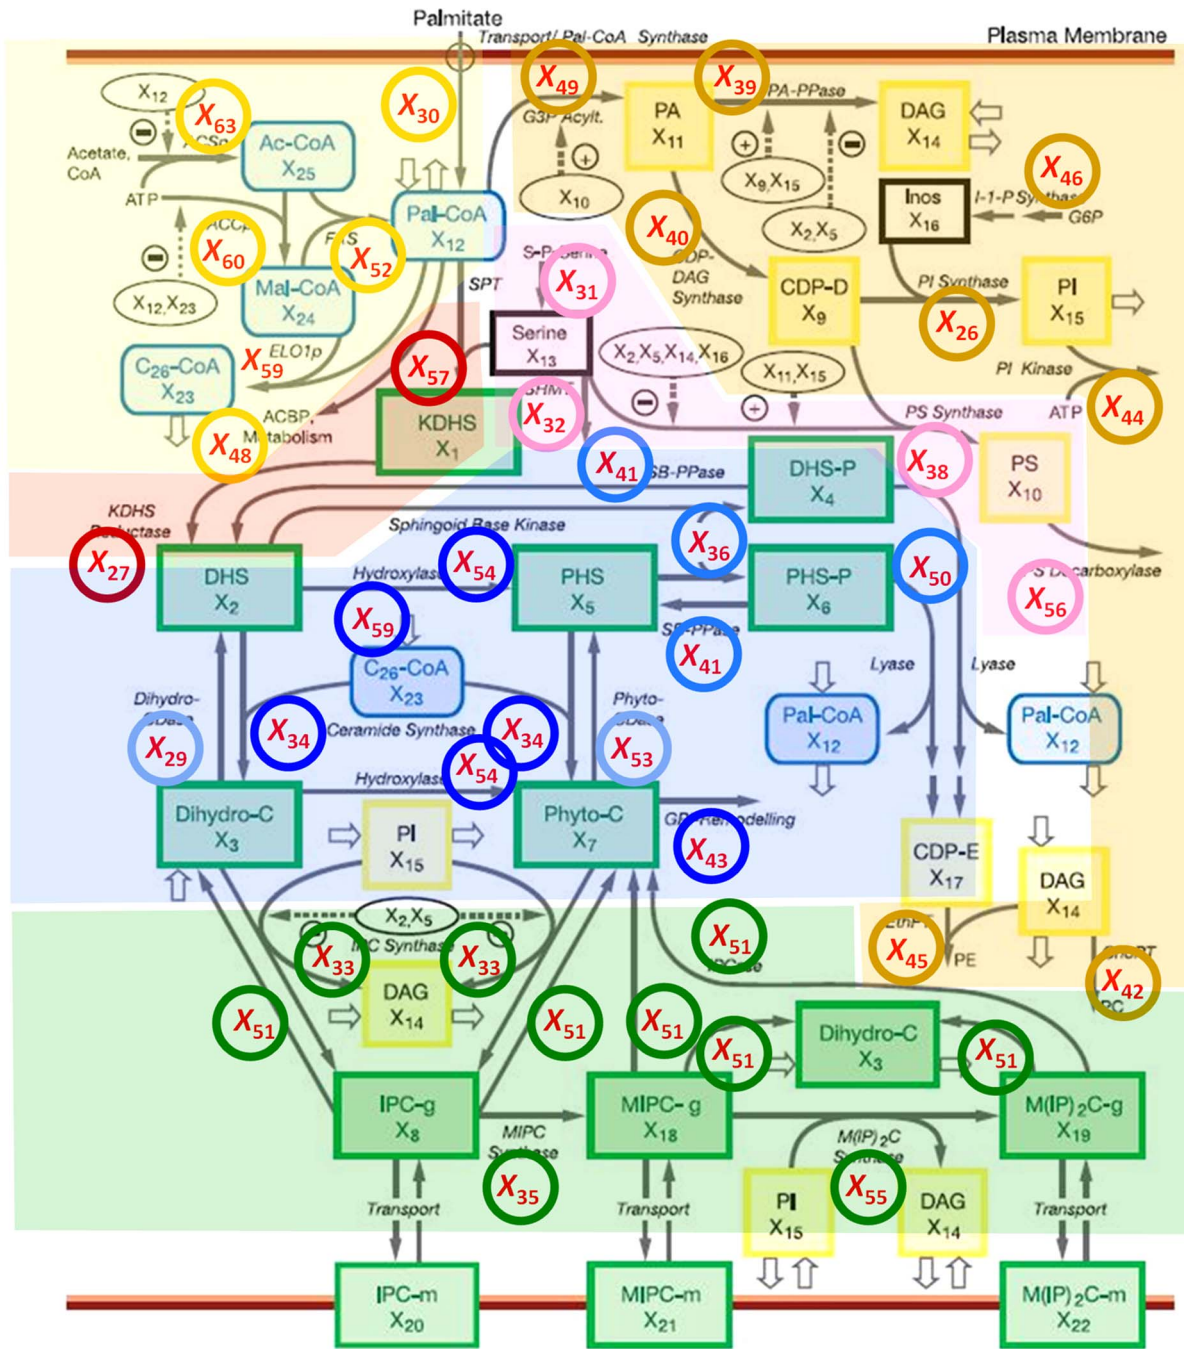 Palmitate
Transport/ Pal-CoA Synthase
Plasma Membrane
X12
X63
X30
X49
G3P Acylt.
PA
X11
X39
PA-PPase
DAG
X14
Acetate,
CoA
Ac-CoA
X25
ATP
X10
X9,X15
X2,X5
Inos
X16
X46
I-1-P Synthase
G6P
Pal-CoA
X12
X60
X52
X40
CDP-
DAG
Synthase
X12,X23
Mal-CoA
X24
SPT
X31
CDP-D
X9
PI Synthase
X26
PI
X15
Serine
X13
X2,X5,X14,X16
X11,X15
PI Kinase
C26-CoA
X23
X59
ELO1p
X57
X32
ATP
X44
ACBP,
Metabolism
X48
KDHS
X1
PS Synthase
X41
SB-PPase
DHS-P
X4
X38
PS
X10
KDHS
Reductase
Sphingoid Base Kinase
X27
DHS
X2
Hydroxylase
X54
PHS
X5
X36
PHS-P
X6
X50
S Decarboxylase
X56
X59
SB-PPase
X41
C26-CoA
X23
Lyase
Lyase
Dihydro-
CDase
X29
X34
Ceramide Synthase
X34
Phyto-
CDase
X53
Pal-CoA
X12
Pal-CoA
X12
Hydroxylase
X54
Dihydro-C
X3
PI
X15
Phyto-C
X7
GPI Remodelling
X43
CDP-E
X17
DAG
X14
X2,X5
IPC Synthase
X33
X33
X51
X45
PE
X42
PC
X51
DAG
X14
X51
X51
X51
Dihydro-C
X3
X51
IPC-g
X8
MIPC
Synthase
X35
MIPC-g
X18
M(IP)2C
Synthase
X55
M(IP)2C-g
X19
Transport
Transport
PI
X15
DAG
X14
Transport
IPC-m
X20
MIPC-m
X21
M(IP)2C-m
X22